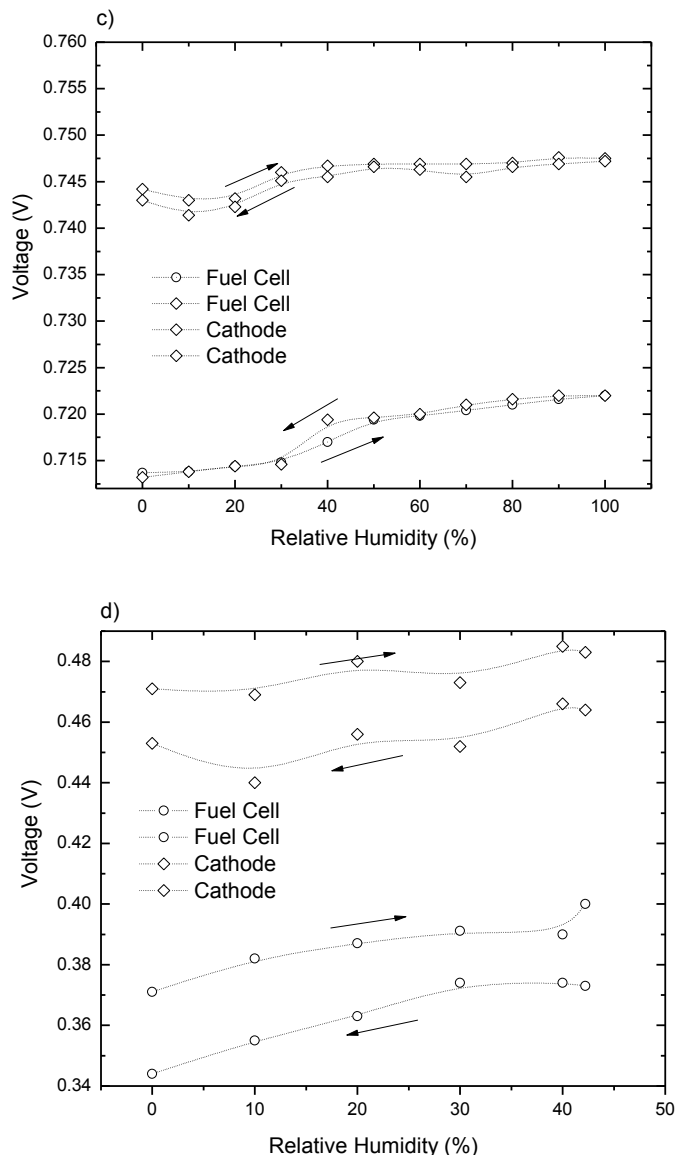 c)
0.760
0.755
0.750
0.745
0.740
0.735
0.730
0.725
0.720
0.715
Voltage (V)
Fuel Cell
Fuel Cell
Cathode
Cathode
0 20 40 60 80 100
Relative Humidity (%)
d)
0.48
0.46
0.44
0.42
0.40
0.38
0.36
0.34
Voltage (V)
Fuel Cell
Fuel Cell
Cathode
Cathode
0 10 20 30 40 50
Relative Humidity (%)